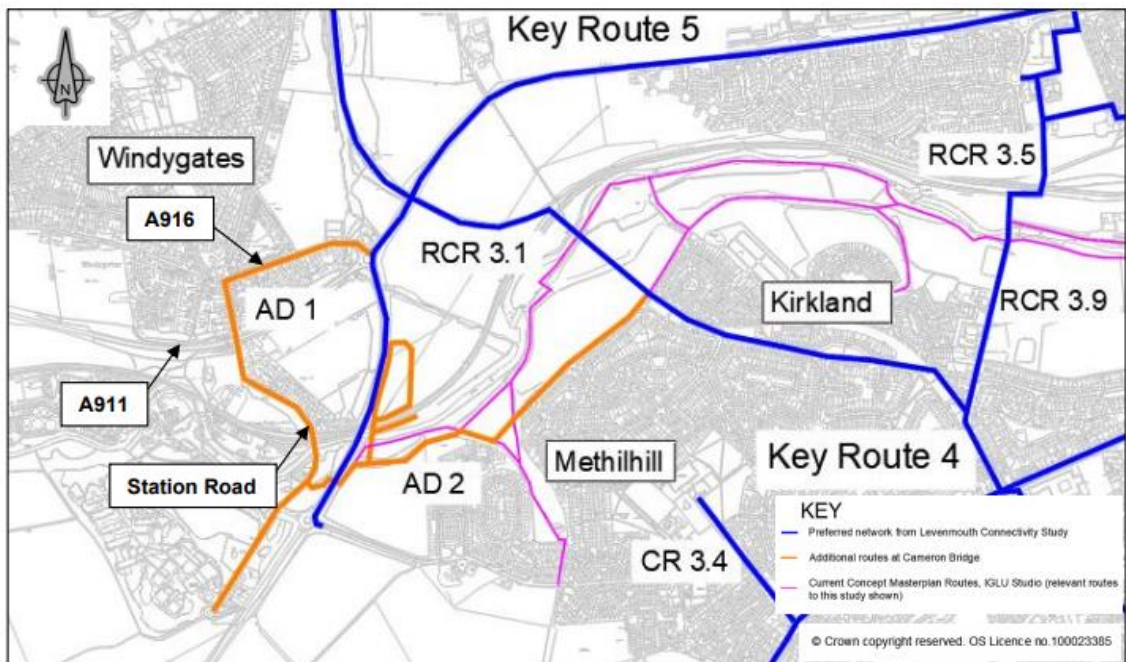 Key Route 5
N
Windygates
RCR 3.5
A916
RCR 3.1
Windygates
AD 1
Kirkland
RCR 3.9
A911
Station Road
Methilhill
Key Route 4
AD 2
KEY
Preferred network from Levenmouth Connectivity Study
Additional routes at Cameron Bridge
CR 3.4
Current Concept Masterplan Routes, IGLU Studio (relevant routes
to this study shown)
© Crown copyright reserved. OS Licence no.100023385